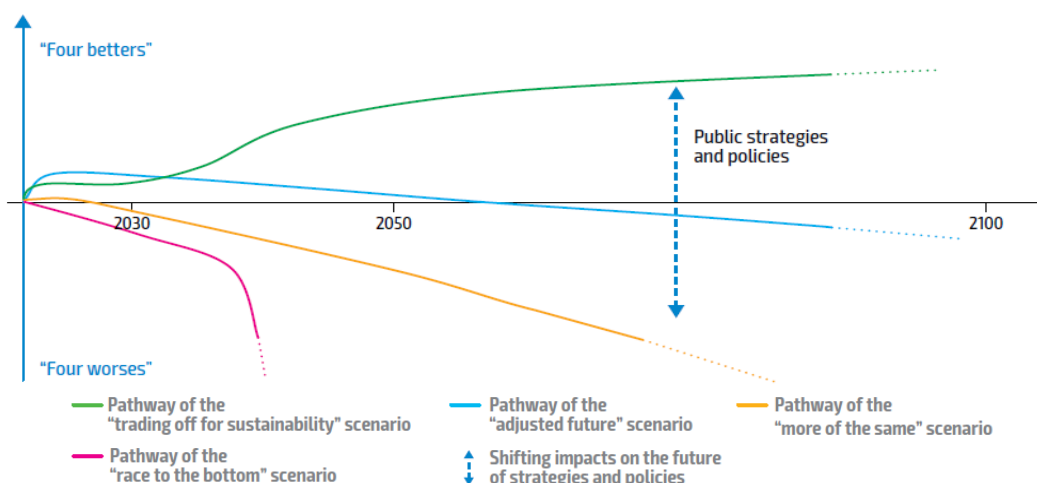 “Four betters”
Public strategies
and policies
2030
2050
2100
“Four worses”
Pathway of the
“trading off for sustainability” scenario
Pathway of the
“adjusted future” scenario
Pathway of the
“more of the same” scenario
Pathway of the
“race to the bottom” scenario
Shifting impacts on the future
of strategies and policies